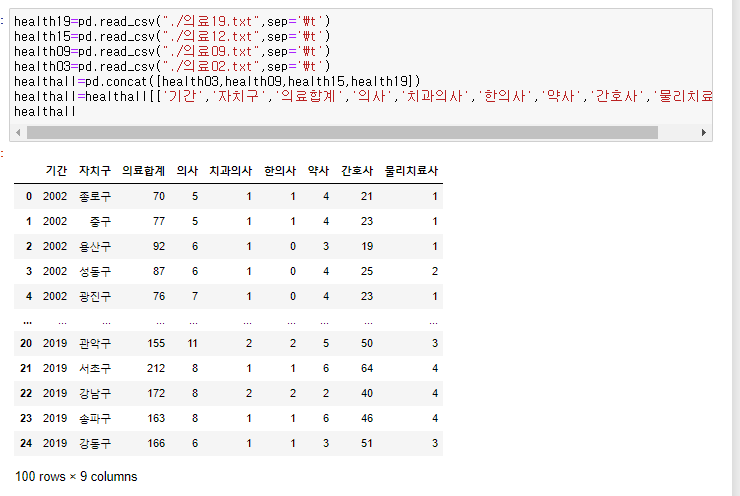 health19=pd.read_csv("./의료19.txt",sep='₩t')
health15=pd.read_csv("./의료12.txt",sep='₩t')
health09=pd.read_csv("./의료09.txt",sep='₩t')
health03=pd.read_csv("./의료02.txt",sep='₩t')
healthall=pd.concat([health03,health09,health15,health19])
healthall=healthall[['기간','자치구','의료합계','의사','치과의사','한의사','약사','간호사','물리치료
healthall
기간 자치구 의료합계 의사 치과의사 한의사 약사 간호사 물리치료사
0 2002 종로구 70 5 1 1 4 21 1
1 2002 중구 77 5 1 1 4 23 1
2 2002 용산구 92 6 1 0 3 19 1
3 2002 성동구 87 6 1 0 4 25 2
4 2002 광진구 76 7 1 0 4 23 1
... ... ... ... ... ... ... ... ... ...
20 2019 관악구 155 11 2 2 5 50 3
21 2019 서초구 212 8 1 1 6 64 4
22 2019 강남구 172 8 2 2 2 40 4
23 2019 송파구 163 8 1 1 6 46 4
24 2019 강동구 166 6 1 1 3 51 3
100 rows × 9 columns